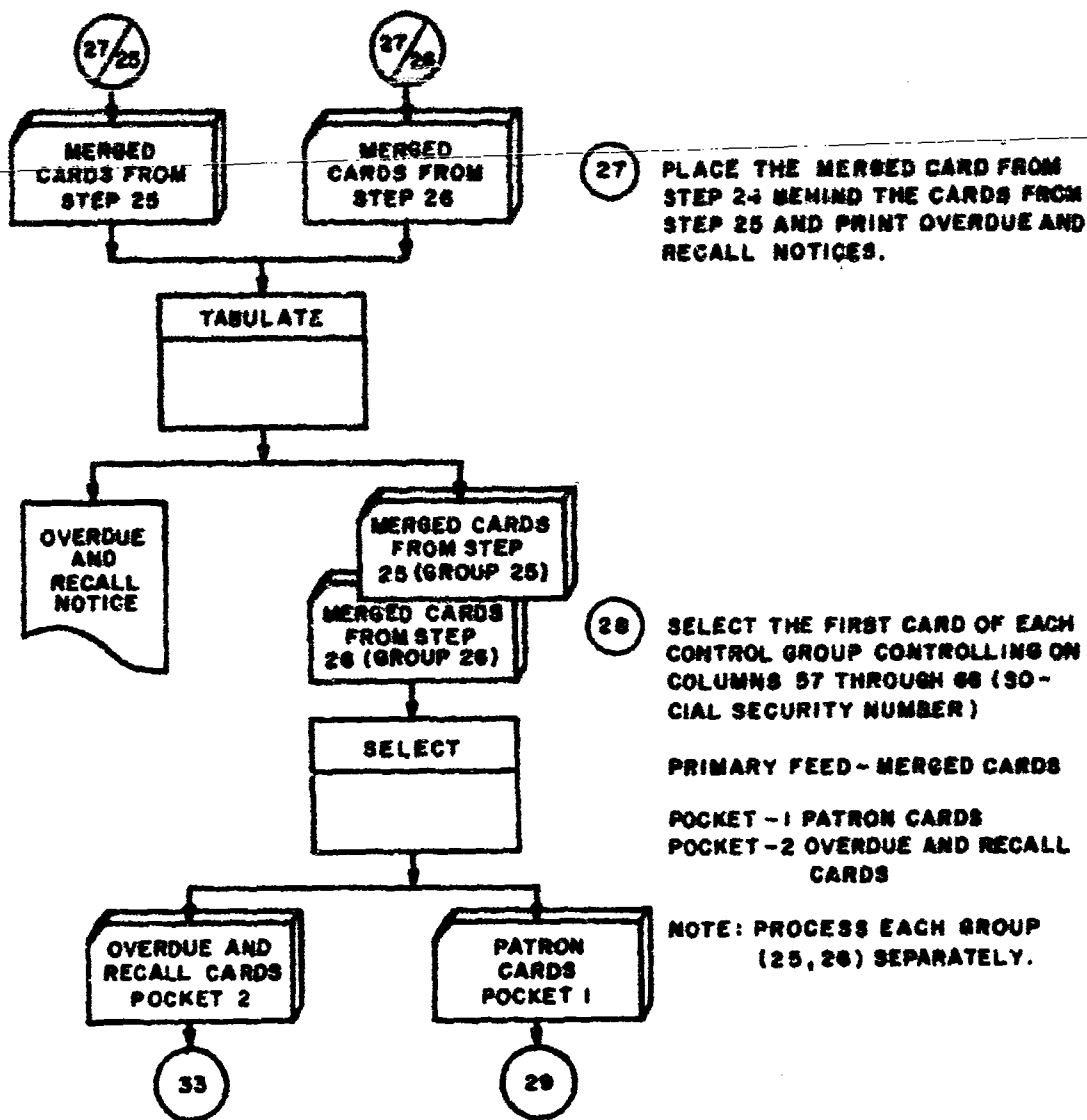 27/25
27/26
MERGED
CARDS FROM
STEP 25
MERGED
CARDS FROM
STEP 26
27 PLACE THE MERGED CARD FROM
STEP 26 BEHIND THE CARDS FROM
STEP 25 AND PRINT OVERDUE AND
RECALL NOTICES.
TABULATE
OVERDUE
AND
RECALL
NOTICE
MERGED CARDS
FROM STEP
25 (GROUP 25)
MERGED CARDS
FROM STEP
26 (GROUP 26)
28 SELECT THE FIRST CARD OF EACH
CONTROL GROUP CONTROLLING ON
COLUMNS 57 THROUGH 66 (SO-
CIAL SECURITY NUMBER)
SELECT
PRIMARY FEED - MERGED CARDS
POCKET - 1 PATRON CARDS
POCKET - 2 OVERDUE AND RECALL
CARDS
OVERDUE AND
RECALL CARDS
POCKET 2
PATRON
CARDS
POCKET 1
NOTE: PROCESS EACH GROUP
(25, 26) SEPARATELY.
33
29